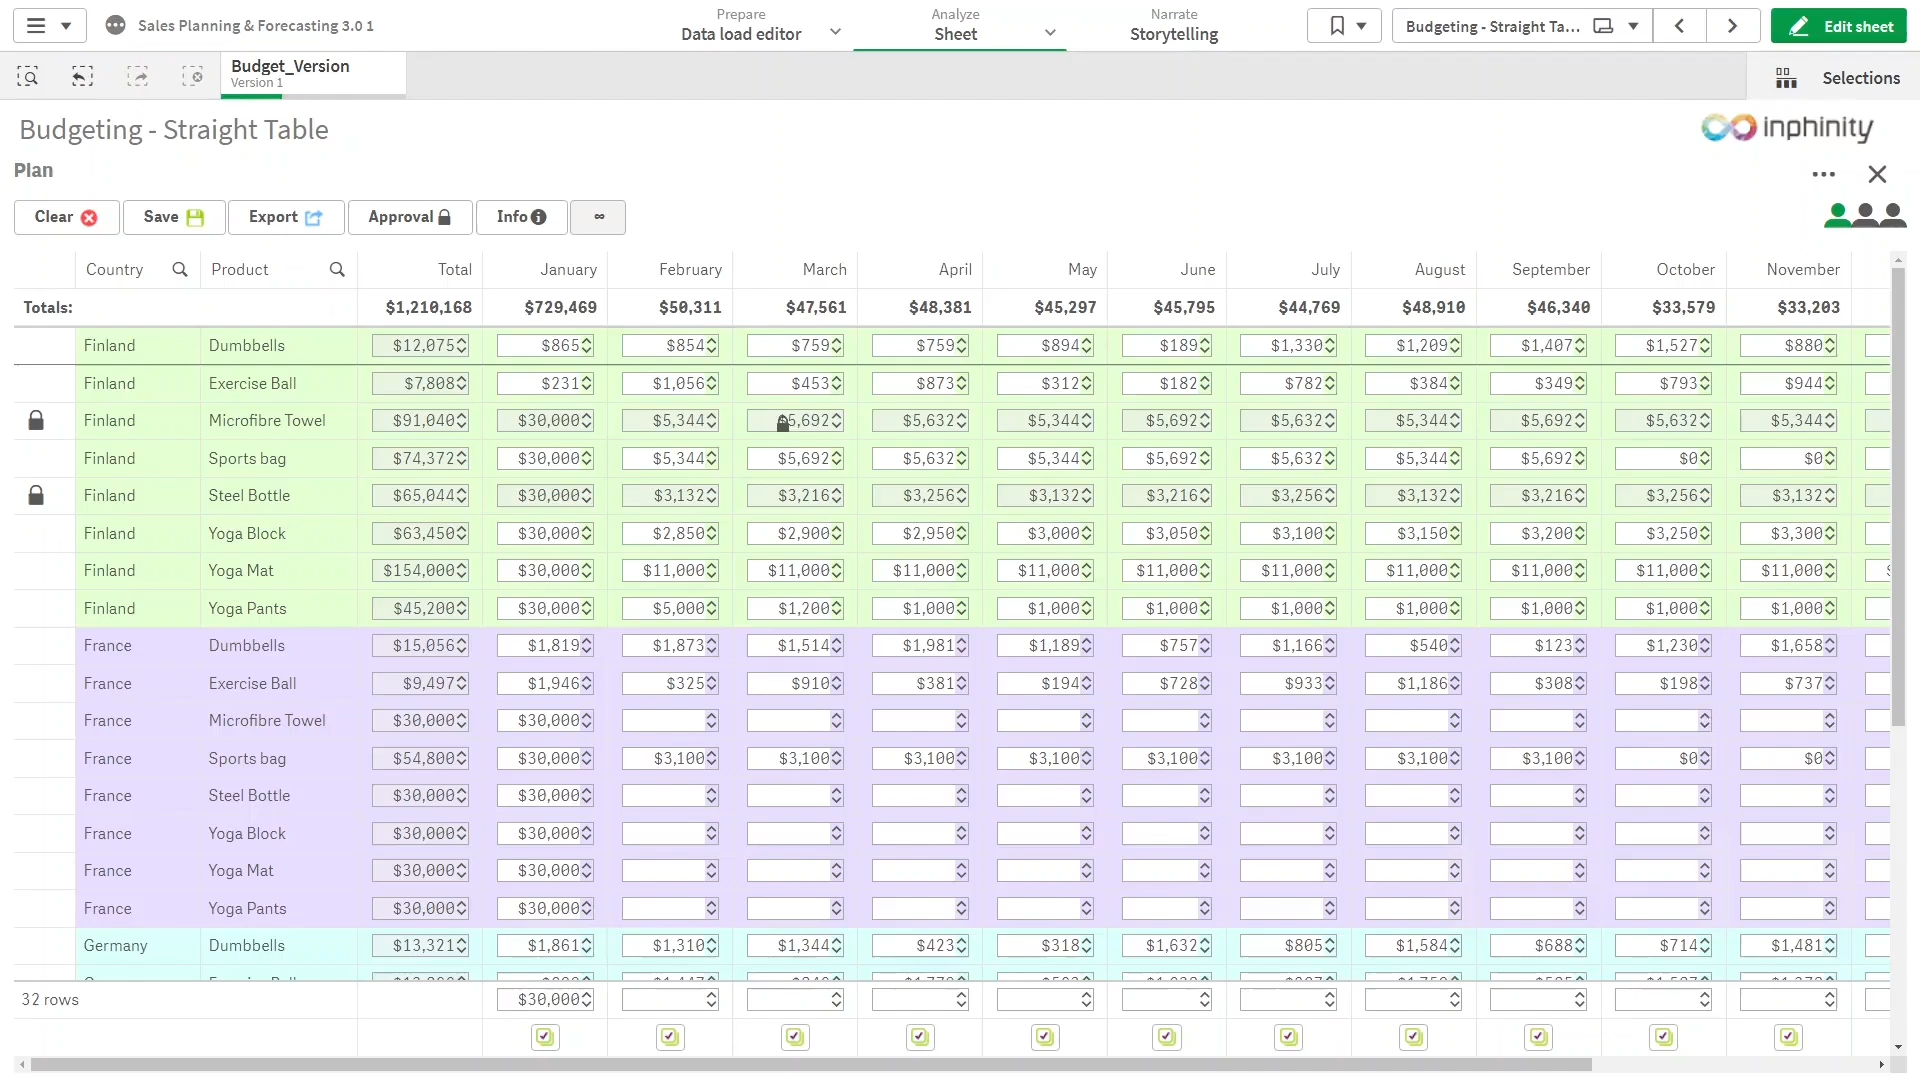 Sales Planning & Forecasting 3.0 1
Prepare
Data load editor
Analyze
Sheet
Narrate
Storytelling
Budgeting - Straight Ta...
Edit sheet
Budget_Version
Version 1
Selections
Budgeting - Straight Table
inphinity
Plan
Clear Save Export Approval Info ∞
Country Product Total January February March April May June July August September October November
Totals: $1,210,168 $729,469 $50,311 $47,561 $48,381 $45,297 $45,795 $44,769 $48,910 $46,340 $33,579 $33,203
Finland Dumbbells $12,075 $865 $854 $759 $759 $894 $189 $1,330 $1,209 $1,407 $1,527 $880
Finland Exercise Ball $7,808 $231 $1,056 $453 $873 $312 $182 $782 $384 $349 $793 $944
Finland Microfibre Towel $91,040 $30,000 $5,344 5,692 $5,632 $5,344 $5,692 $5,632 $5,344 $5,692 $5,632 $5,344
Finland Sports bag $74,372 $30,000 $5,344 $5,692 $5,632 $5,344 $5,692 $5,632 $5,344 $5,692 $0 $0
Finland Steel Bottle $65,044 $30,000 $3,132 $3,216 $3,256 $3,132 $3,216 $3,256 $3,132 $3,216 $3,256 $3,132
Finland Yoga Block $63,450 $30,000 $2,850 $2,900 $2,950 $3,000 $3,050 $3,100 $3,150 $3,200 $3,250 $3,300
Finland Yoga Mat $154,000 $30,000 $11,000 $11,000 $11,000 $11,000 $11,000 $11,000 $11,000 $11,000 $11,000 $11,000
Finland Yoga Pants $45,200 $30,000 $5,000 $1,200 $1,000 $1,000 $1,000 $1,000 $1,000 $1,000 $1,000 $1,000
France Dumbbells $15,056 $1,819 $1,873 $1,514 $1,981 $1,189 $757 $1,166 $540 $123 $1,230 $1,658
France Exercise Ball $9,497 $1,946 $325 $910 $381 $194 $728 $933 $1,186 $308 $198 $737
France Microfibre Towel $30,000 $30,000
France Sports bag $54,800 $30,000 $3,100 $3,100 $3,100 $3,100 $3,100 $3,100 $3,100 $3,100 $0 $0
France Steel Bottle $30,000 $30,000
France Yoga Block $30,000 $30,000
France Yoga Mat $30,000 $30,000
France Yoga Pants $30,000 $30,000
Germany Dumbbells $13,321 $1,861 $1,310 $1,344 $423 $318 $1,632 $805 $1,584 $688 $714 $1,481
32 rows $30,000